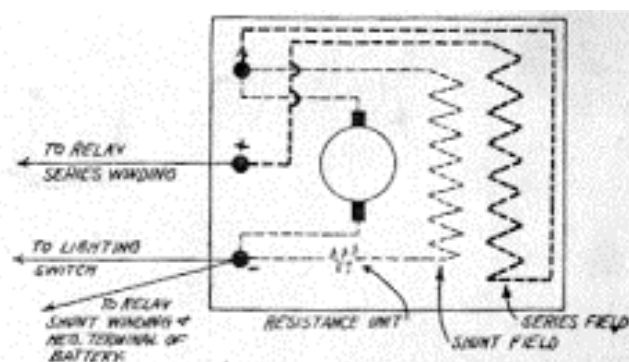 A
+
TO RELAY
SERIES WINDING
TO LIGHTING
SWITCH
-
TO RELAY
SHUNT WINDING &
NEG. TERMINAL OF
BATTERY.
RESISTANCE UNIT
SHUNT FIELD
SERIES FIELD